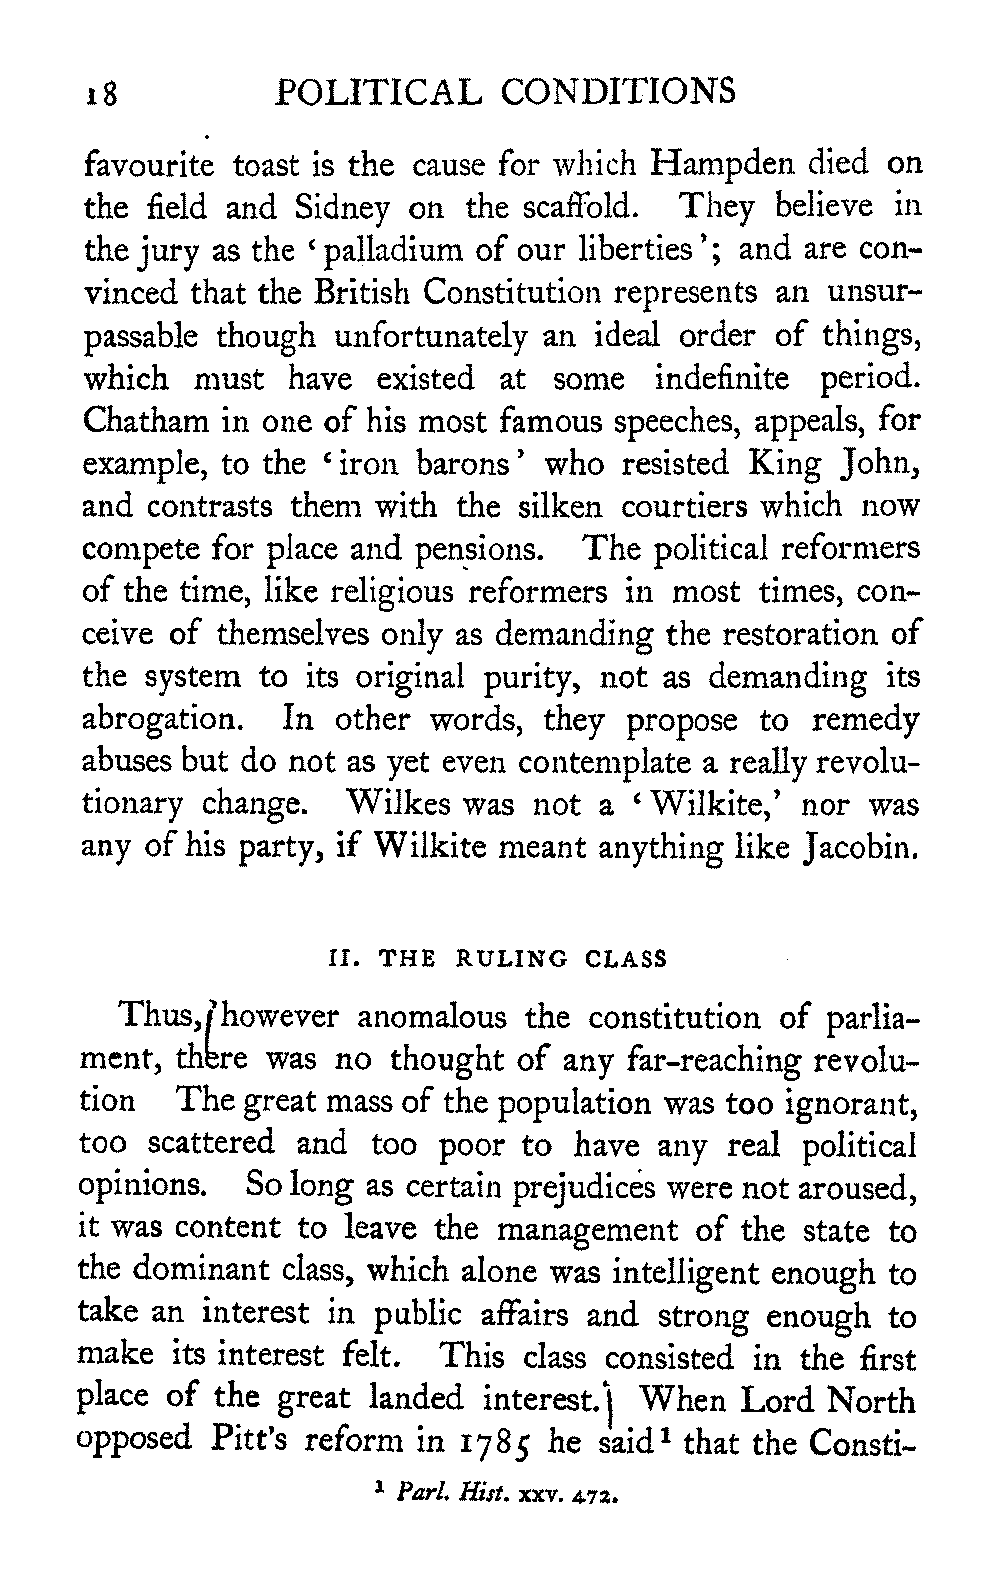 18 POLITICAL CONDITIONS
favourite toast is the cause for which Hampden died on
the field and Sidney on the scaffold. They believe in
the jury as the ‘palladium of our liberties’; and are con-
vinced that the British Constitution represents an unsur-
passable though unfortunately an ideal order of things,
which must have existed at some indefinite period.
Chatham in one of his most famous speeches, appeals, for
example, to the ‘iron barons’ who resisted King John,
and contrasts them with the silken courtiers which now
compete for place and pensions. The political reformers
of the time, like religious reformers in most times, con-
ceive of themselves only as demanding the restoration of
the system to its original purity, not as demanding its
abrogation. In other words, they propose to remedy
abuses but do not as yet even contemplate a really revolu-
tionary change. Wilkes was not a ‘Wilkite,’ nor was
any of his party, if Wilkite meant anything like Jacobin.
II. THE RULING CLASS
Thus, however anomalous the constitution of parlia-
ment, there was no thought of any far-reaching revolu-
tion The great mass of the population was too ignorant,
too scattered and too poor to have any real political
opinions. So long as certain prejudices were not aroused,
it was content to leave the management of the state to
the dominant class, which alone was intelligent enough to
take an interest in public affairs and strong enough to
make its interest felt. This class consisted in the first
place of the great landed interest. When Lord North
opposed Pitt's reform in 1785 he said¹ that the Consti-
¹ Parl. Hist. xxv. 472.